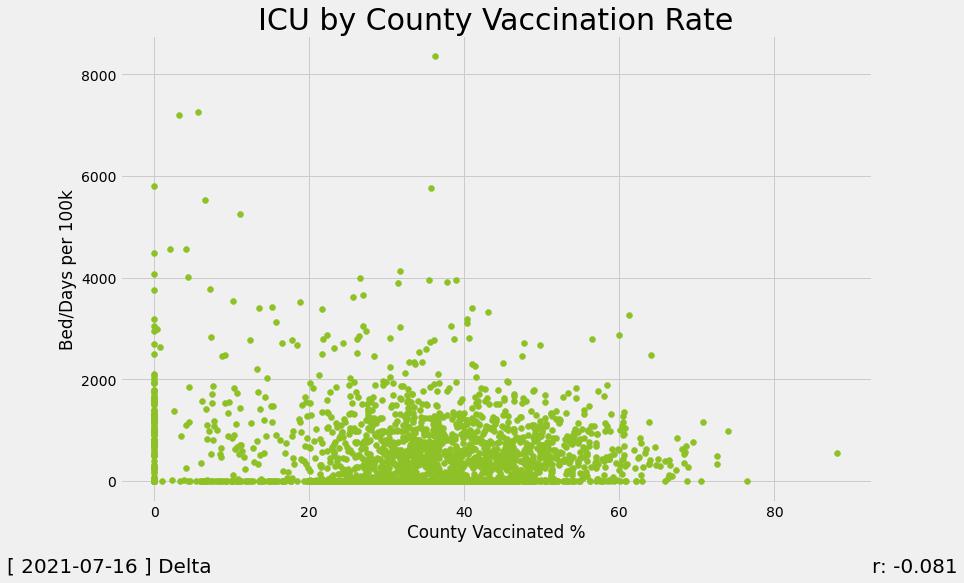 ICU by County Vaccination Rate
8000
6000
4000
2000
0
Bed/Days per 100k
0 20 40 60 80
County Vaccinated %
[ 2021-07-16 ] Delta r: -0.081